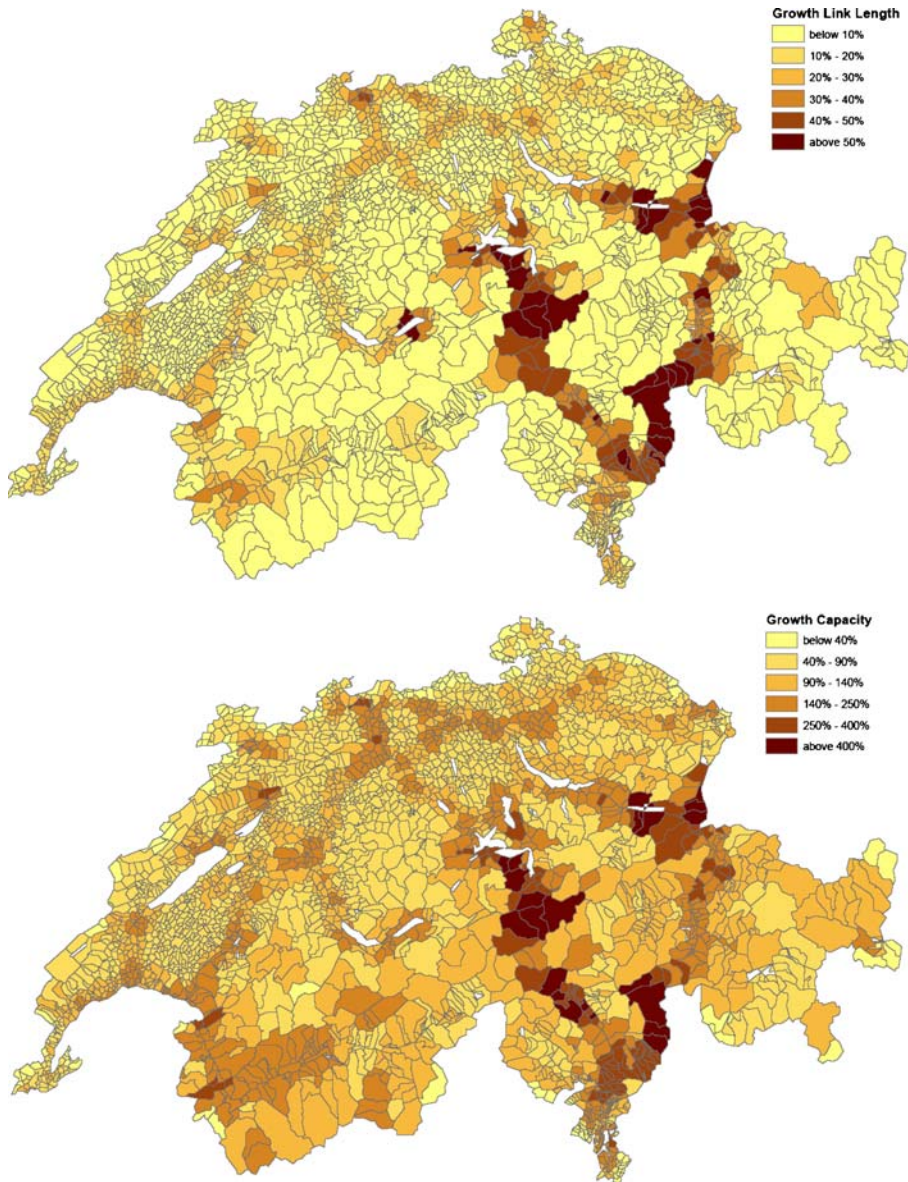 Growth Link Length
below 10%
10% - 20%
20% - 30%
30% - 40%
40% - 50%
above 50%
Growth Capacity
below 40%
40% - 90%
90% - 140%
140% - 250%
250% - 400%
above 400%